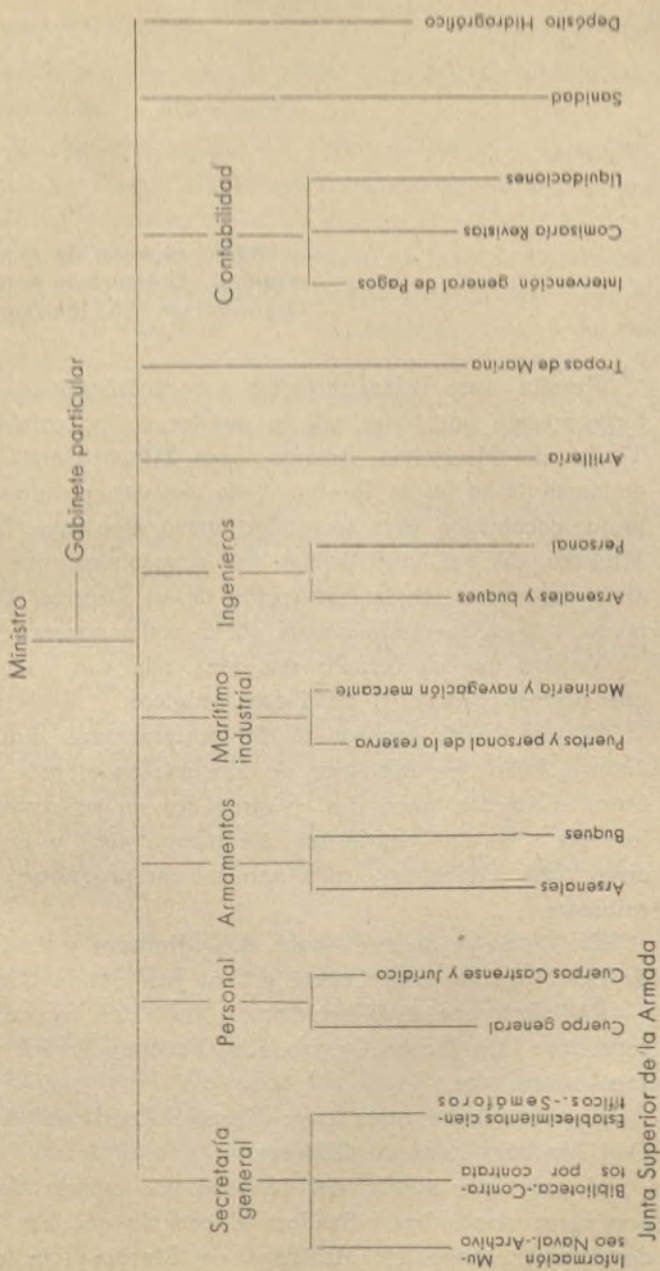 Ministro
Gabinete particular
Secretaría
general
Información Mu-
seo Naval.-Archivo
Biblioteca.-Contra-
tos por contrata
Establecimientos cien-
tíficos.-Semáforos
Personal
Cuerpo general
Cuerpos Castrense y Jurídico
Armamentos
Arsenales
Buques
Marítimo
industrial
Puertos y personal de la reserva
Marinería y navegación mercante
Ingenieros
Arsenales y buques
Personal
Artillería
Tropas de Marina
Contabilidad
Intervención general de Pagos
Comisaría Revistas
Liquidaciones
Sanidad
Depósito Hidrográfico
Junta Superior de la Armada